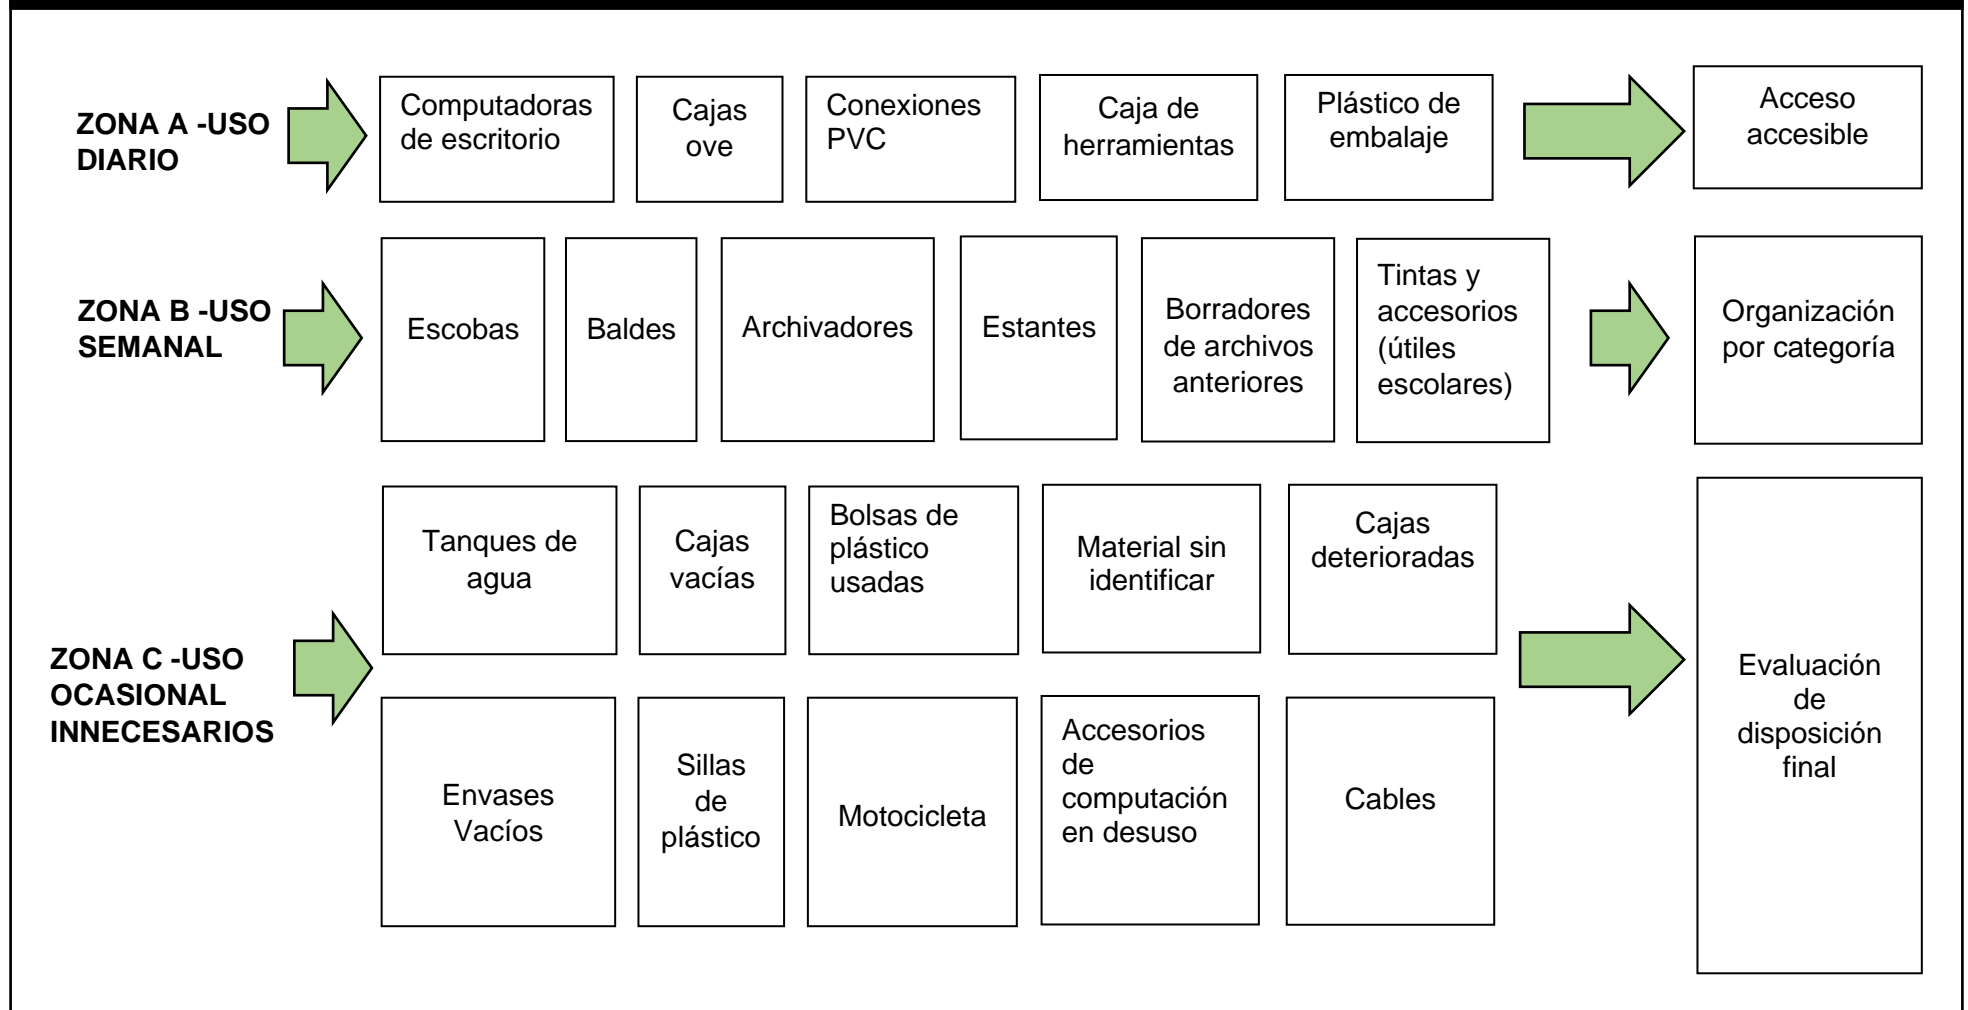 ZONA A -USO
DIARIO
Computadoras
de escritorio
Cajas
ove
Conexiones
PVC
Caja de
herramientas
Plástico de
embalaje
Acceso
accesible
ZONA B -USO
SEMANAL
Escobas
Baldes
Archivadores
Estantes
Borradores
de archivos
anteriores
Tintas y
accesorios
(útiles
escolares)
Organización
por categoría
ZONA C -USO
OCASIONAL
INNECESARIOS
Tanques de
agua
Cajas
vacías
Bolsas de
plástico
usadas
Material sin
identificar
Cajas
deterioradas
Envases
Vacíos
Sillas
de
plástico
Motocicleta
Accesorios
de
computación
en desuso
Cables
Evaluación
de
disposición
final